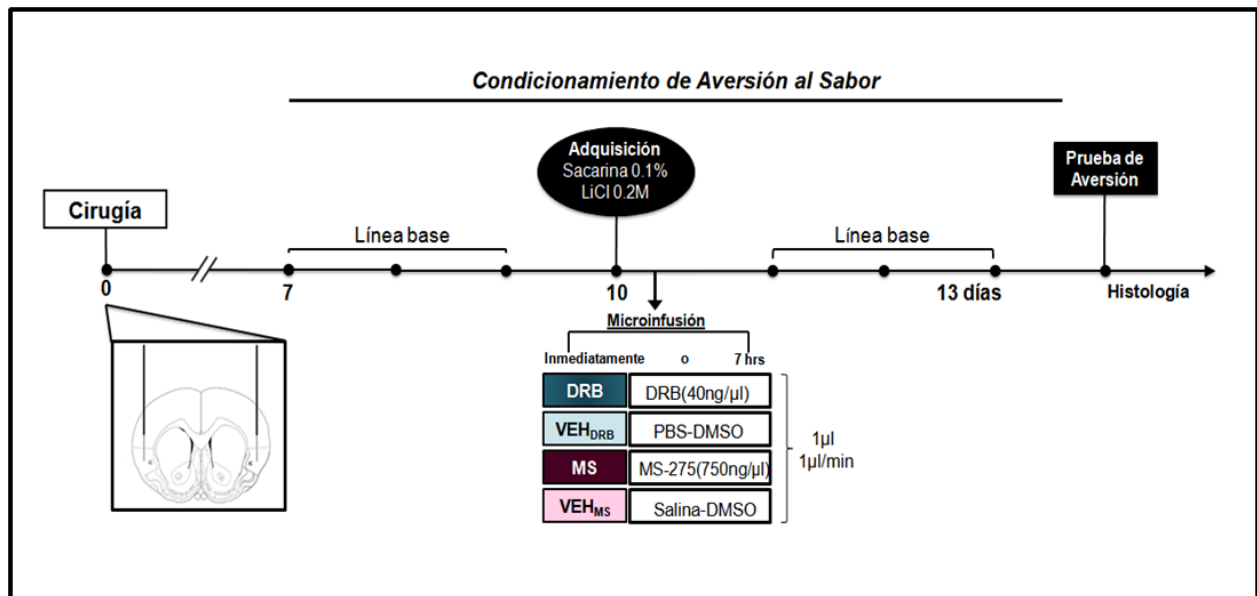 Condicionamiento de Aversión al Sabor
Adquisición
Sacarina 0.1%
LiCl 0.2M
Prueba de
Aversión
Cirugía
Línea base
Línea base
0
7
10
13 días
Histología
Microinfusión
Inmediatamente o 7 hrs
DRB DRB(40ng/µl)
VEH_DRB PBS-DMSO
MS MS-275(750ng/µl)
VEH_MS Salina-DMSO
1µl
1µl/min